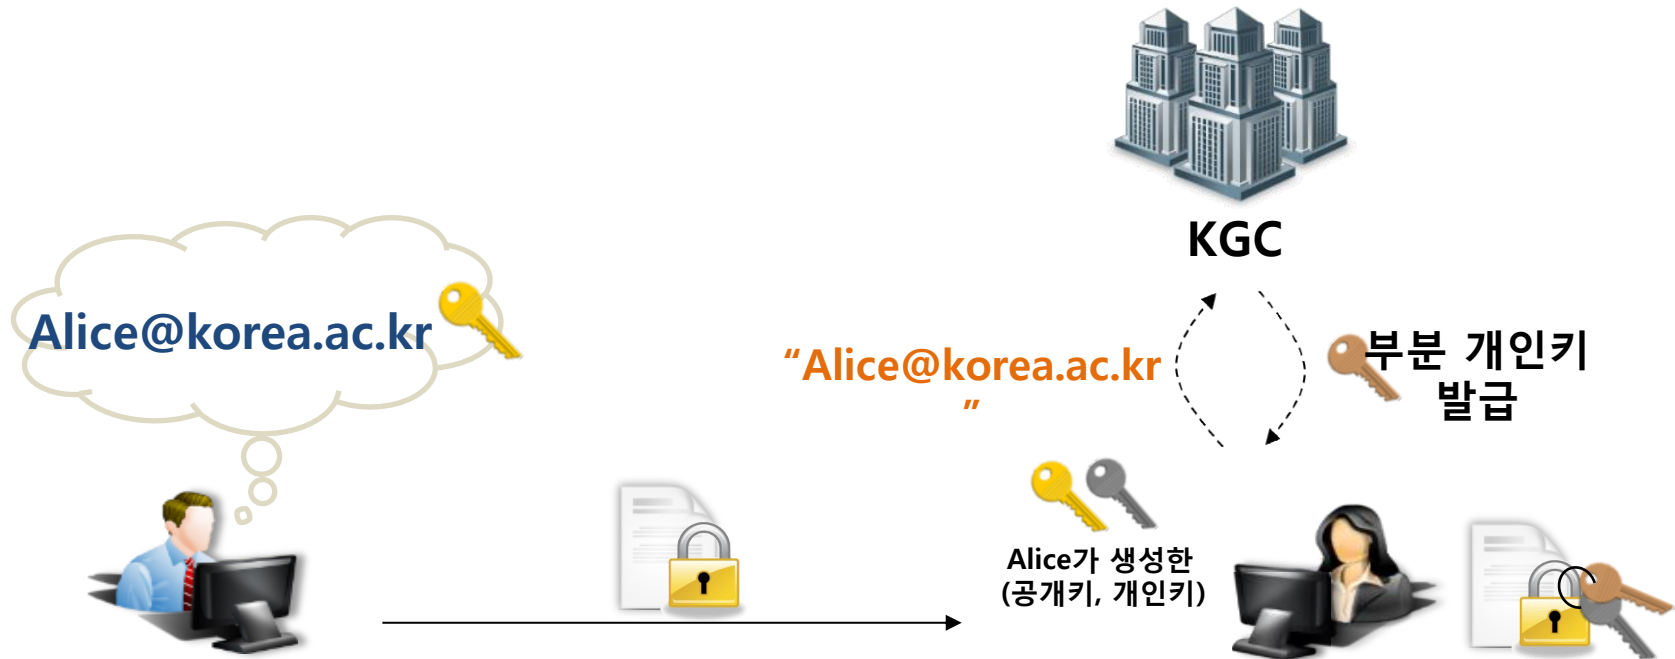 KGC
Alice@korea.ac.kr
“Alice@korea.ac.kr
”
부분 개인키
발급
Alice가 생성한
(공개키, 개인키)